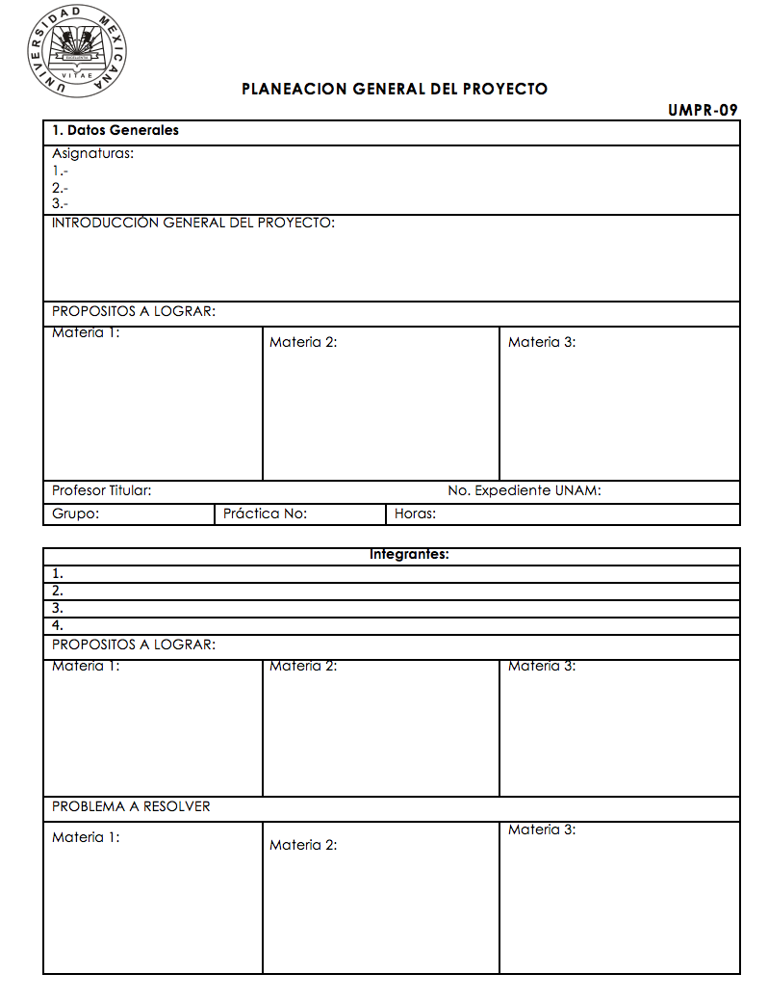 UNIVERSIDAD MEXICANA
VITAE
PLANEACION GENERAL DEL PROYECTO
UMPR-09
1. Datos Generales
Asignaturas:
1.-
2.-
3.-
INTRODUCCIÓN GENERAL DEL PROYECTO:
PROPOSITOS A LOGRAR:
Materia 1:
Materia 2:
Materia 3:
Profesor Titular:
No. Expediente UNAM:
Grupo:
Práctica No:
Horas:
Integrantes:
1.
2.
3.
4.
PROPOSITOS A LOGRAR:
Materia 1:
Materia 2:
Materia 3:
PROBLEMA A RESOLVER
Materia 1:
Materia 2:
Materia 3: